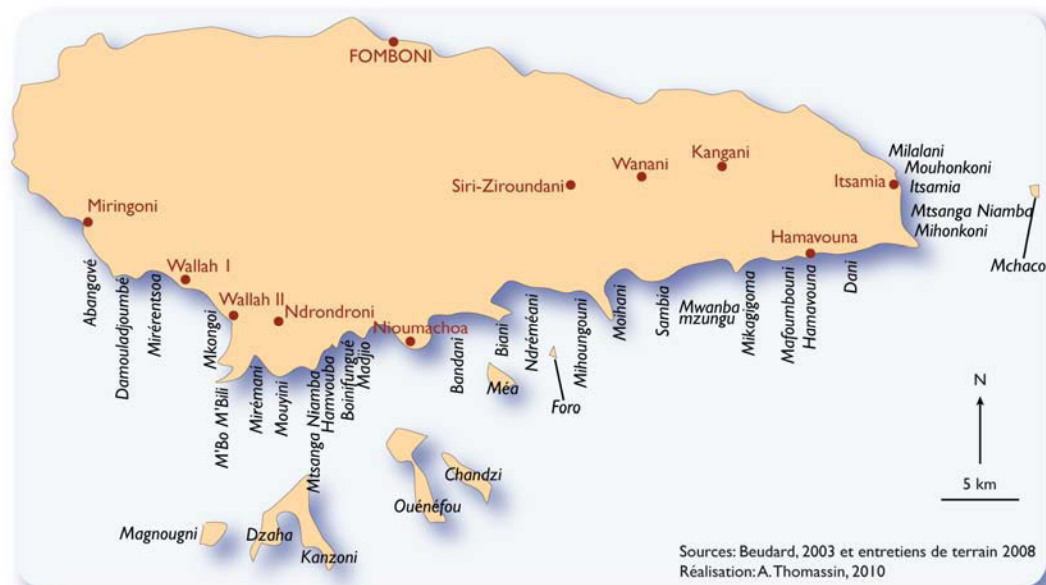 FOMBONI
Milalani
Mouhonkoni
Kangani
Wanani
Siri-Ziroundani
Itsamia
Itsamia
Miringoni
Mtsanga Niamba
Mihonkoni
Hamavouna
Mchaco
Wallah I
Wallah II
Ndrondroni
Nioumachoa
Abangavé
Damouladjoumbé
Mirérentsoa
Mkongoi
M'Bo M'Bili
Mirémani
Mouyini
Mtsanga Niamba
Hamvouba
Boinifungué
Madjio
Bandani
Biani
Ndréméani
Mihoungouni
Moihani
Sambia
Mwanba
mzungu
Mikagigoma
Mafoumbouni
Hamavouna
Dani
Méa
Foro
Chandzi
Ouénéfou
Magnougni
Dzaha
Kanzoni
N
5 km
Sources: Beudard, 2003 et entretiens de terrain 2008
Réalisation: A. Thomassin, 2010